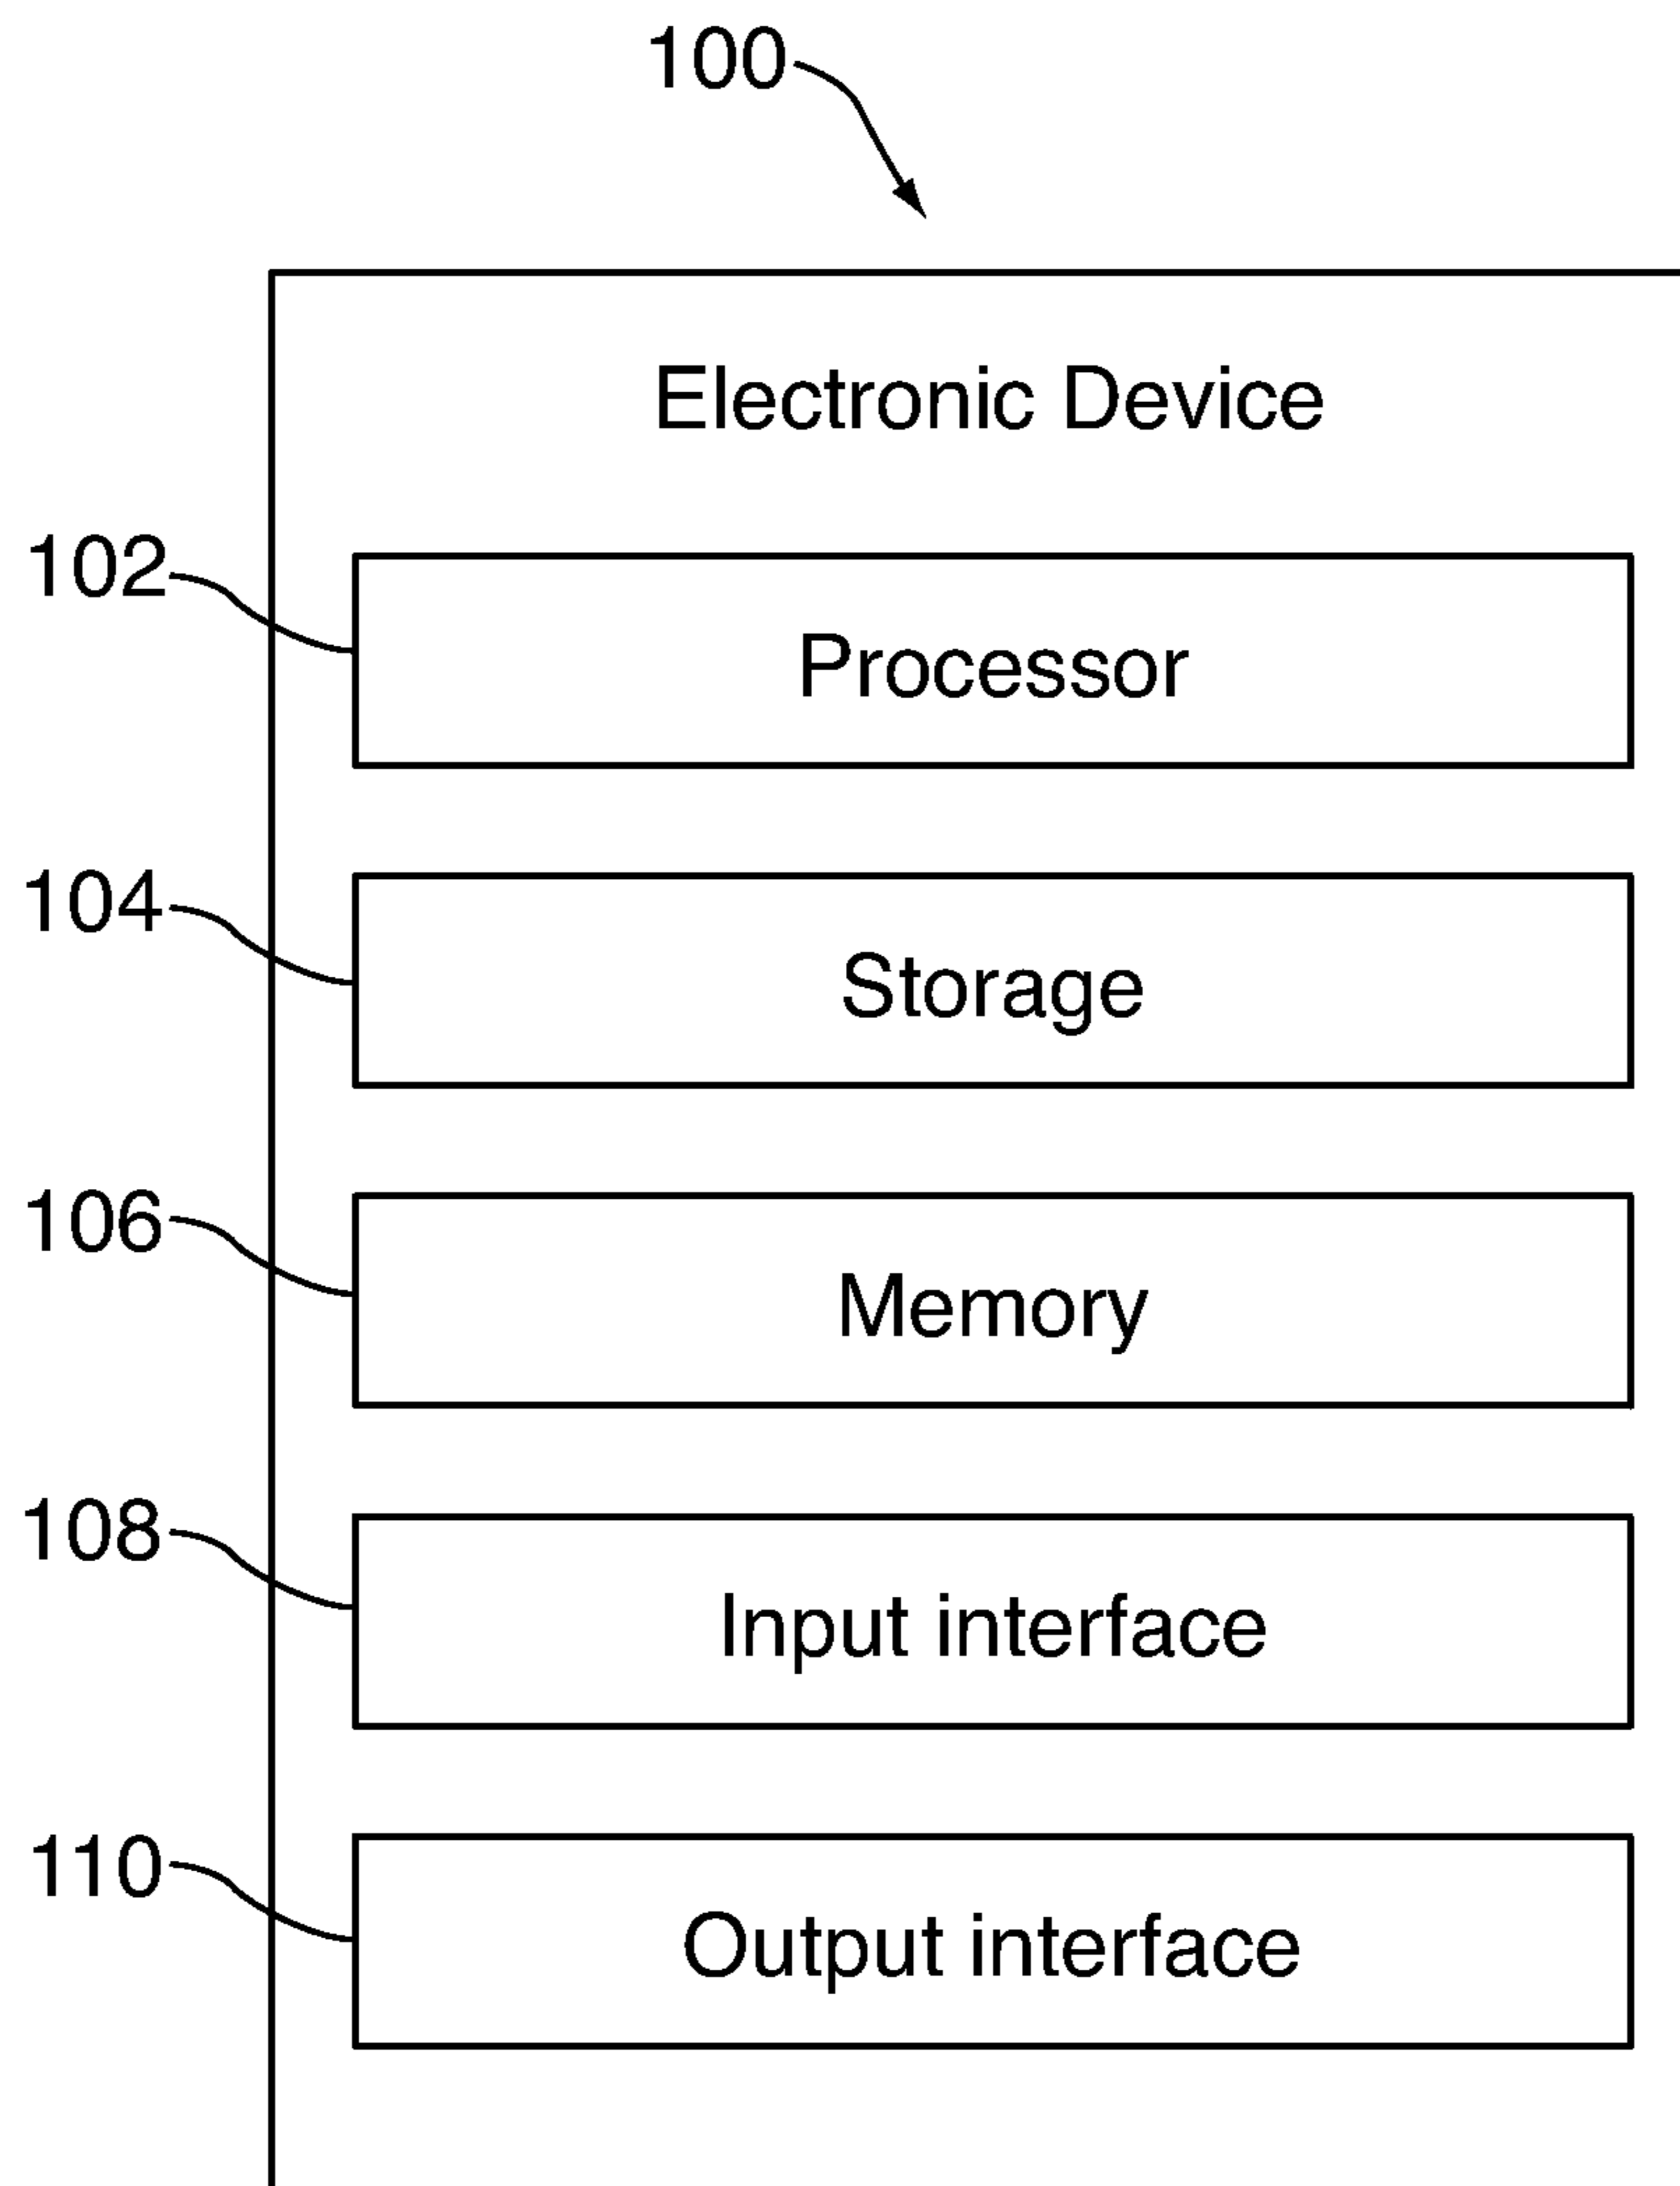 100
Electronic Device
102
Processor
104
Storage
106
Memory
108
Input interface
110
Output interface